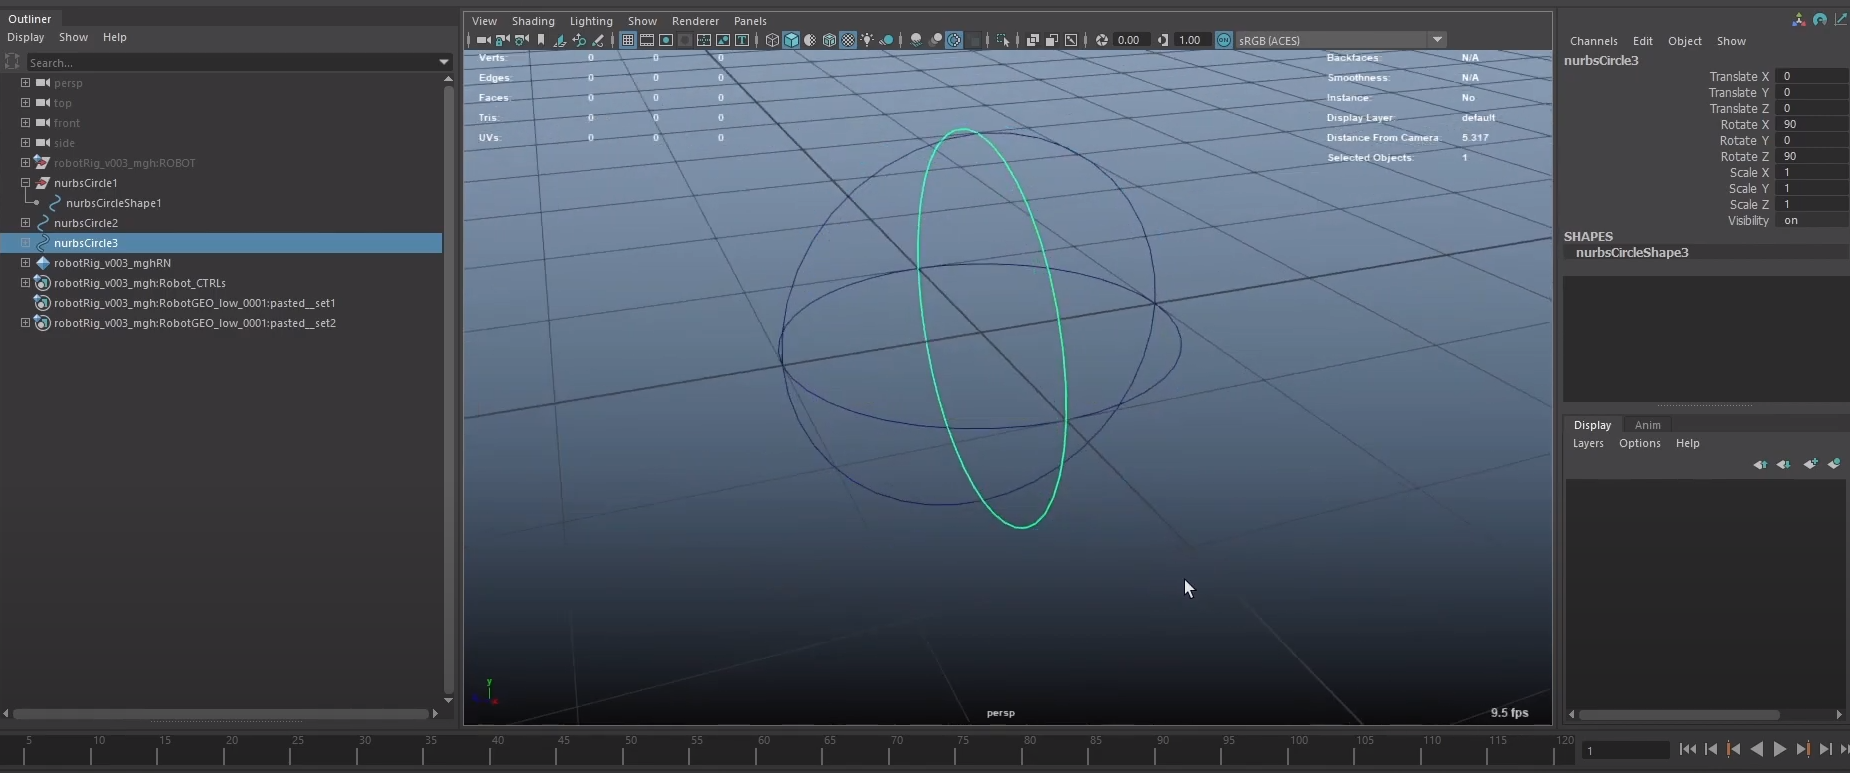 Outliner
Display Show Help
Search...
persp
top
front
side
robotRig_v003_mgh:ROBOT
nurbsCircle1
nurbsCircleShape1
nurbsCircle2
nurbsCircle3
robotRig_v003_mghRN
robotRig_v003_mgh:Robot_CTRLs
robotRig_v003_mgh:RobotGEO_low_0001:pasted__set1
robotRig_v003_mgh:RobotGEO_low_0001:pasted__set2
View Shading Lighting Show Renderer Panels
0.00 1.00 ON sRGB (ACES)
Verts: 0 0 0
Edges: 0 0 0
Faces: 0 0 0
Tris: 0 0 0
UVs: 0 0 0
Backfaces: N/A
Smoothness: N/A
Instance: No
Display Layer: default
Distance From Camera: 5.317
Selected Objects: 1
y
persp
9.5 fps
Channels Edit Object Show
nurbsCircle3
Translate X 0
Translate Y 0
Translate Z 0
Rotate X 90
Rotate Y 0
Rotate Z 90
Scale X 1
Scale Y 1
Scale Z 1
Visibility on
SHAPES
nurbsCircleShape3
Display Anim
Layers Options Help
5 10 15 20 25 30 35 40 45 50 55 60 65 70 75 80 85 90 95 100 105 110 115 120
1